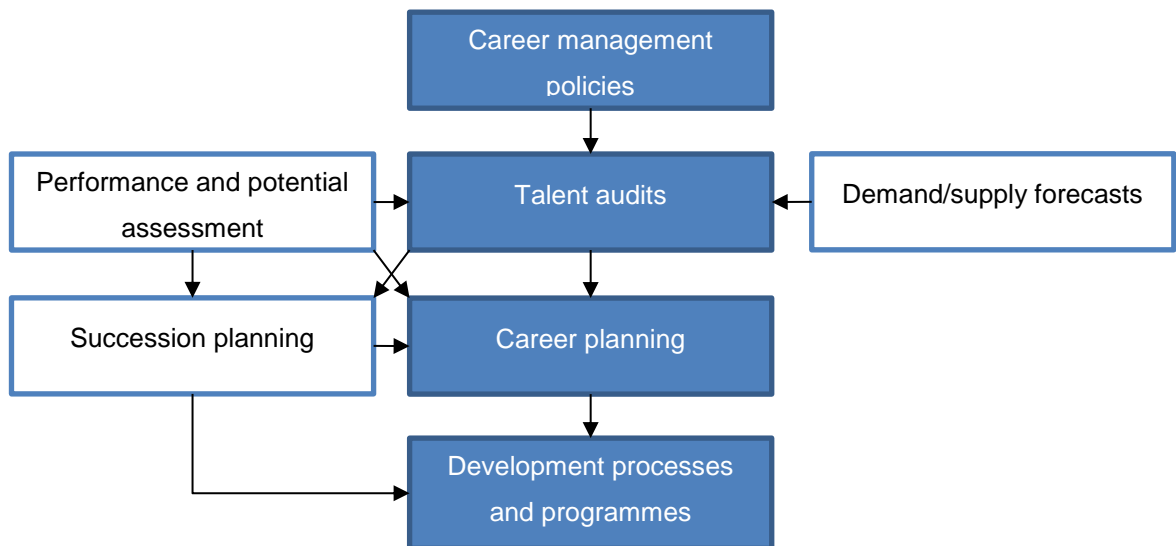 Career management
policies
Performance and potential
assessment
Talent audits
Demand/supply forecasts
Succession planning
Career planning
Development processes
and programmes